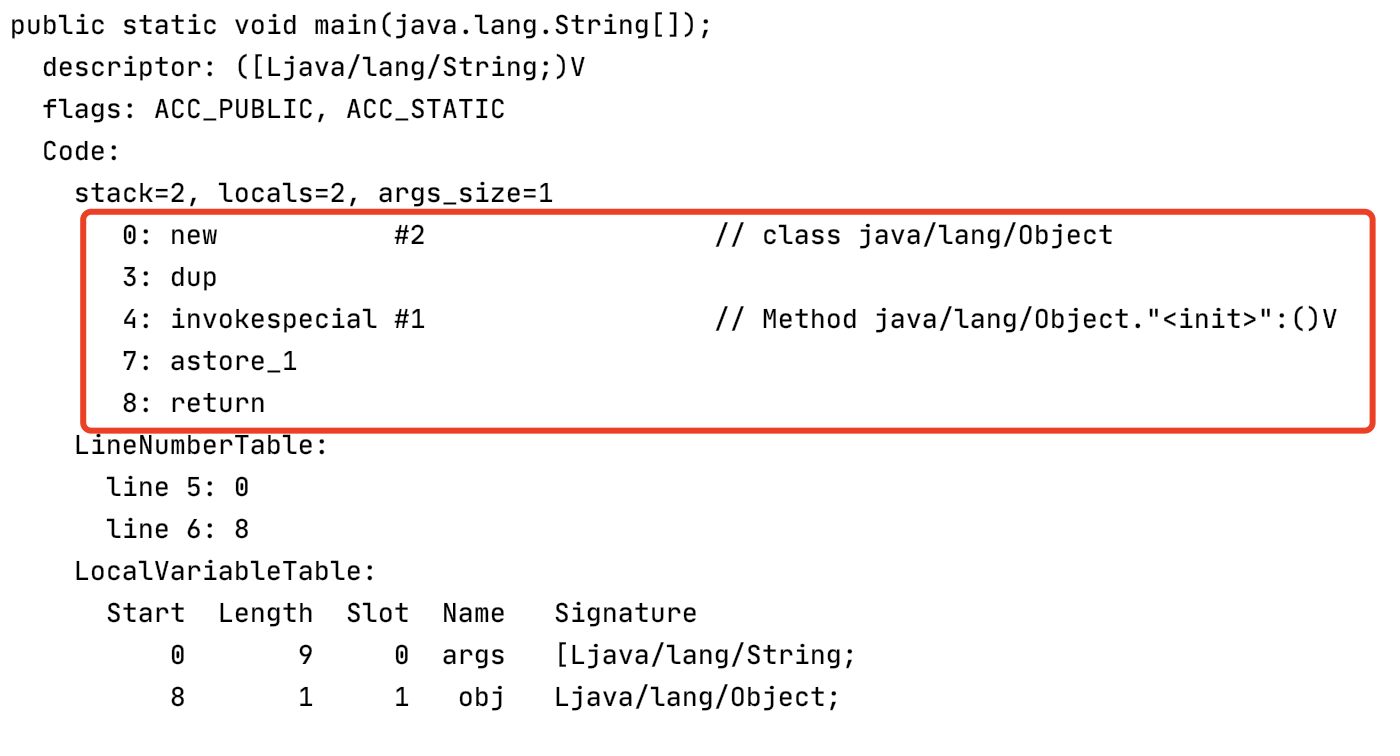 public static void main(java.lang.String[]);
  descriptor: ([Ljava/lang/String;)V
  flags: ACC_PUBLIC, ACC_STATIC
  Code:
    stack=2, locals=2, args_size=1
       0: new           #2                  // class java/lang/Object
       3: dup
       4: invokespecial #1                  // Method java/lang/Object."<init>":()V
       7: astore_1
       8: return
    LineNumberTable:
      line 5: 0
      line 6: 8
    LocalVariableTable:
      Start  Length  Slot  Name   Signature
          0       9     0  args   [Ljava/lang/String;
          8       1     1   obj   Ljava/lang/Object;